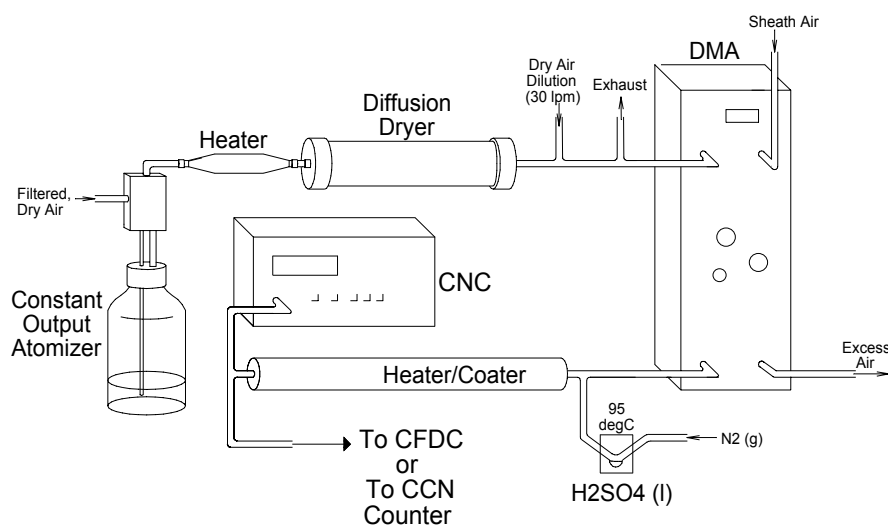 Sheath Air
DMA
Dry Air
Dilution
(30 lpm)
Exhaust
Diffusion
Dryer
Heater
Filtered,
Dry Air
CNC
Constant
Output
Atomizer
Heater/Coater
Excess
Air
95
degC
N2 (g)
H2SO4 (l)
To CFDC
or
To CCN
Counter